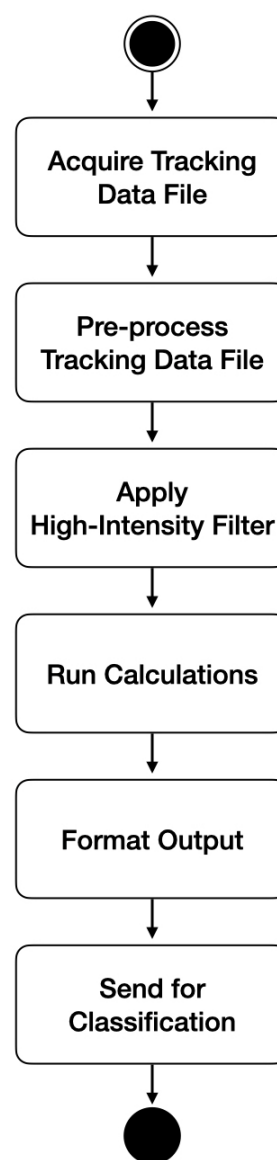 Acquire Tracking
Data File
Pre-process
Tracking Data File
Apply
High-Intensity Filter
Run Calculations
Format Output
Send for
Classification